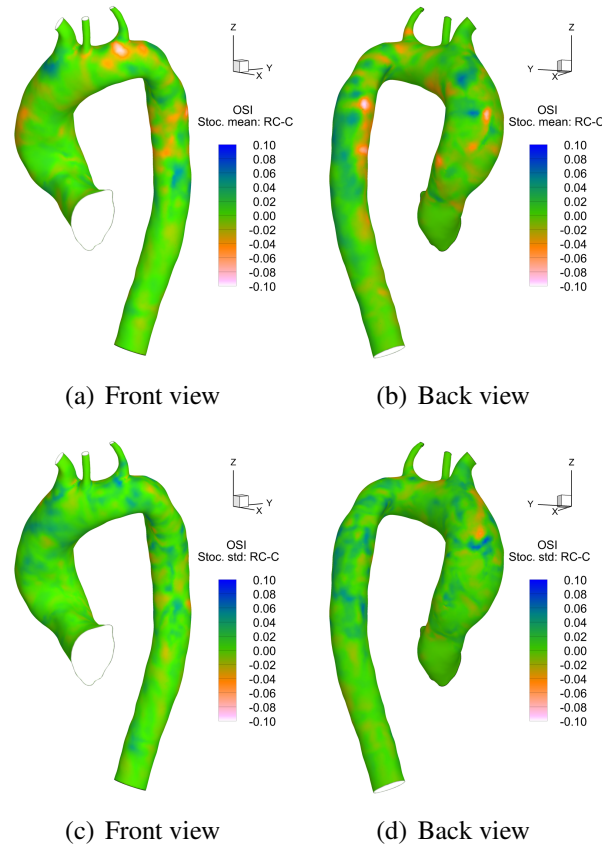 Z
Y
X
OSI
Stoc. mean: RC-C
0.10
0.08
0.06
0.04
0.02
0.00
-0.02
-0.04
-0.06
-0.08
-0.10
(a) Front view
Z
Y
X
OSI
Stoc. mean: RC-C
0.10
0.08
0.06
0.04
0.02
0.00
-0.02
-0.04
-0.06
-0.08
-0.10
(b) Back view
Z
Y
X
OSI
Stoc. std: RC-C
0.10
0.08
0.06
0.04
0.02
0.00
-0.02
-0.04
-0.06
-0.08
-0.10
(c) Front view
Z
Y
X
OSI
Stoc. std: RC-C
0.10
0.08
0.06
0.04
0.02
0.00
-0.02
-0.04
-0.06
-0.08
-0.10
(d) Back view